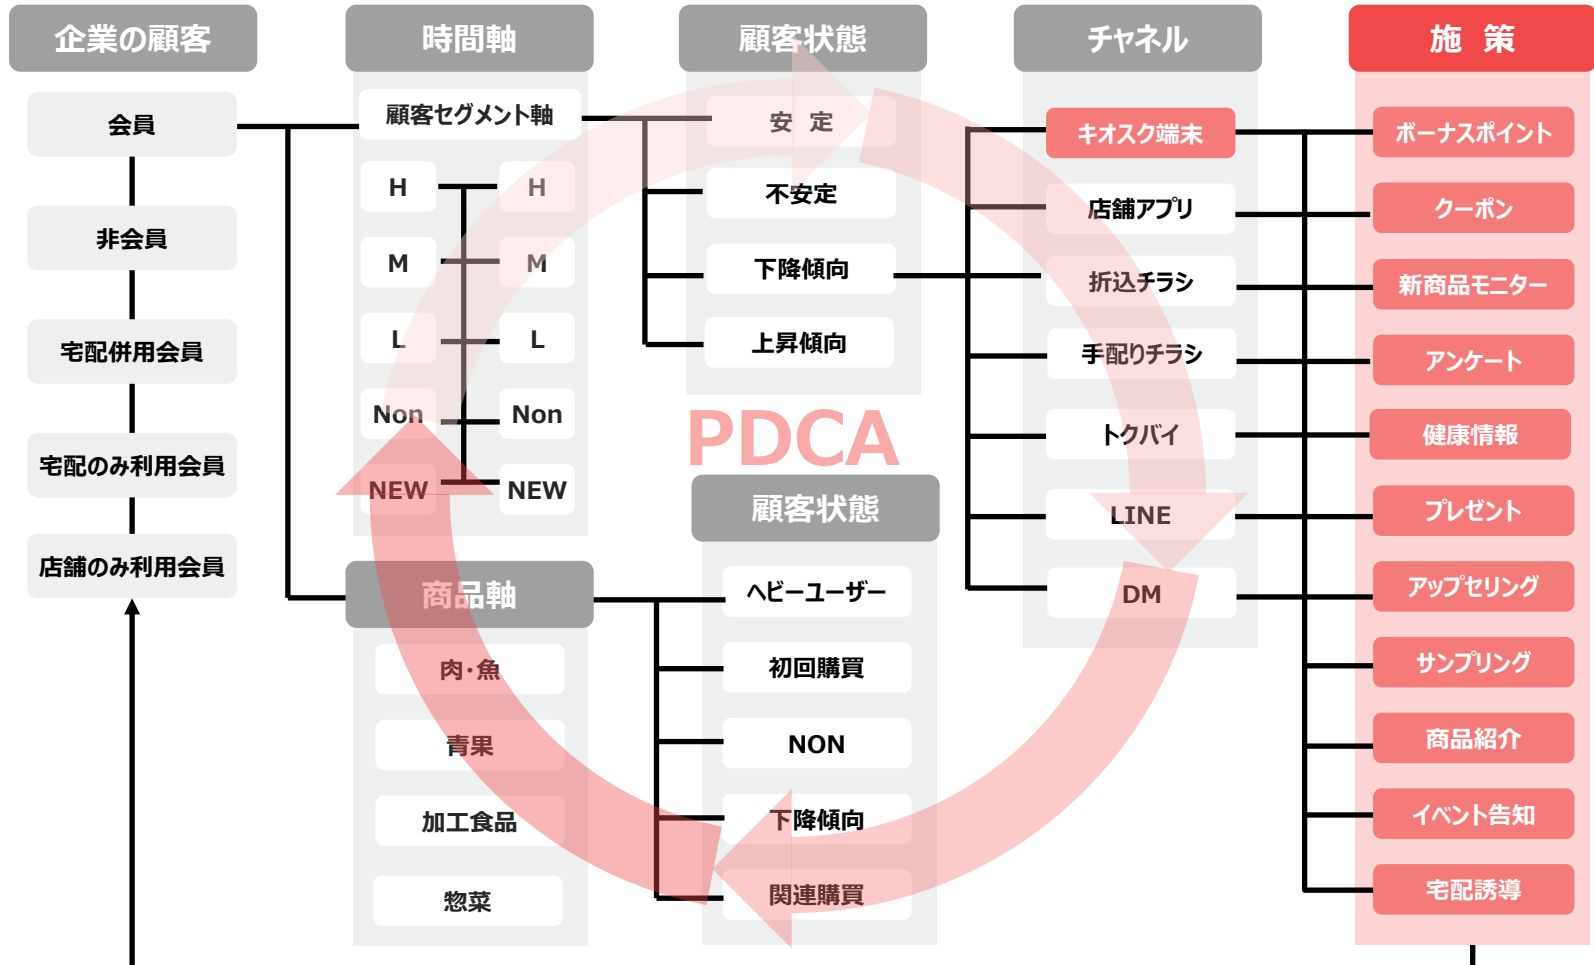 企業の顧客
会員
非会員
宅配併用会員
宅配のみ利用会員
店舗のみ利用会員
時間軸
顧客セグメント軸
H H
M M
L L
Non Non
NEW NEW
商品軸
肉・魚
青果
加工食品
惣菜
顧客状態
安 定
不安定
下降傾向
上昇傾向
PDCA
顧客状態
ヘビーユーザー
初回購買
NON
下降傾向
関連購買
チャネル
キオスク端末
店舗アプリ
折込チラシ
手配りチラシ
トクバイ
LINE
DM
施 策
ボーナスポイント
クーポン
新商品モニター
アンケート
健康情報
プレゼント
アップセリング
サンプリング
商品紹介
イベント告知
宅配誘導